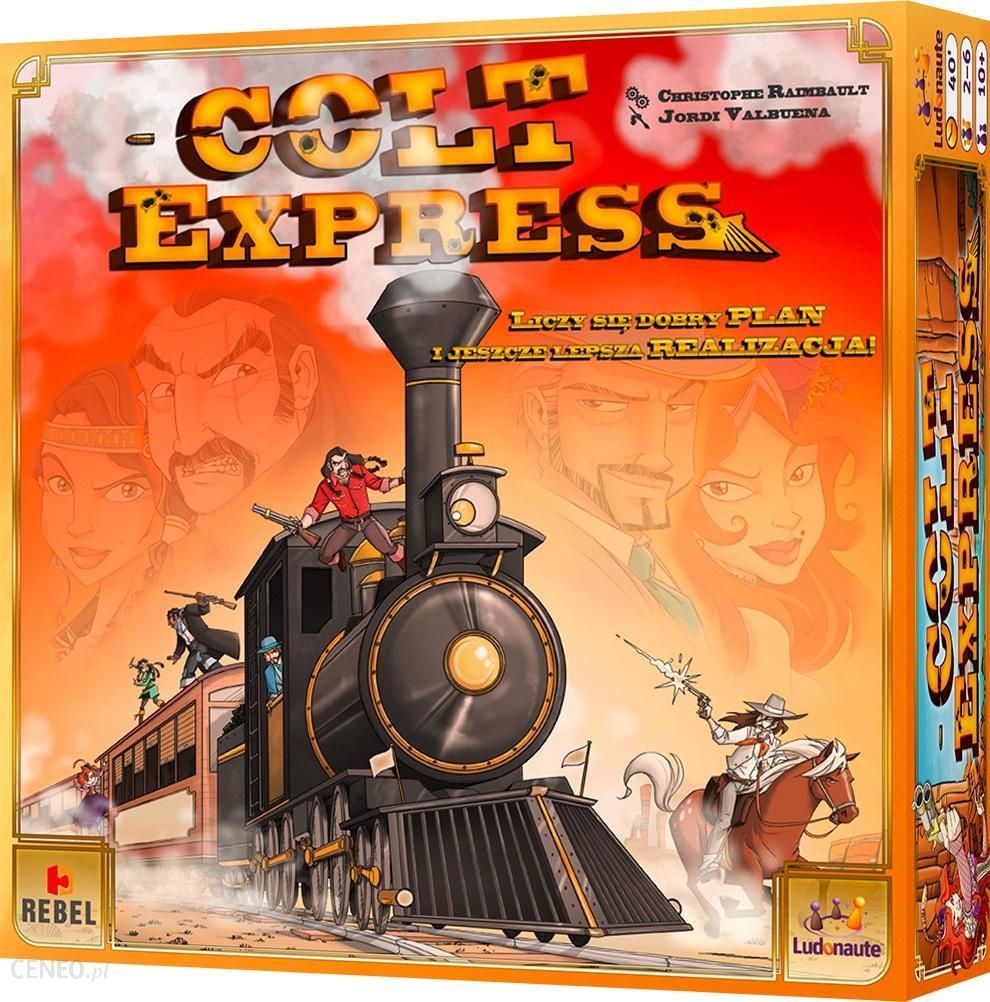 COLT
EXPRESS
CHRISTOPHE RAIMBAULT
JORDI VALBUENA
LICZY SIĘ DOBRY PLAN
I JESZCZE LEPSZA REALIZACJA!
REBEL
Ludonaute
CENEO.pl
Ludonaute
40'
2-6
10+
COLT
EXPRESS